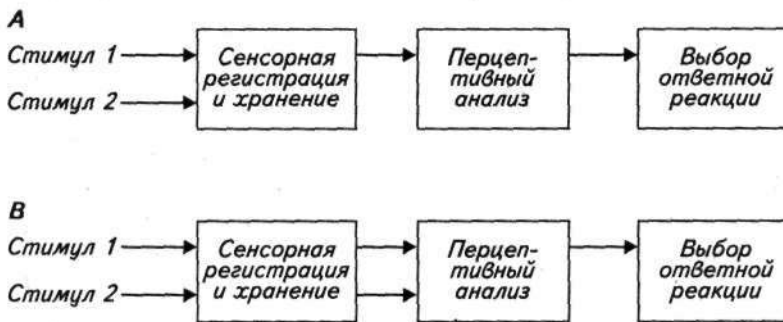 А
Стимул 1
Стимул 2
Сенсорная
регистрация
и хранение
Перцеп-
тивный
анализ
Выбор
ответной
реакции
В
Стимул 1
Стимул 2
Сенсорная
регистрация
и хранение
Перцеп-
тивный
анализ
Выбор
ответной
реакции